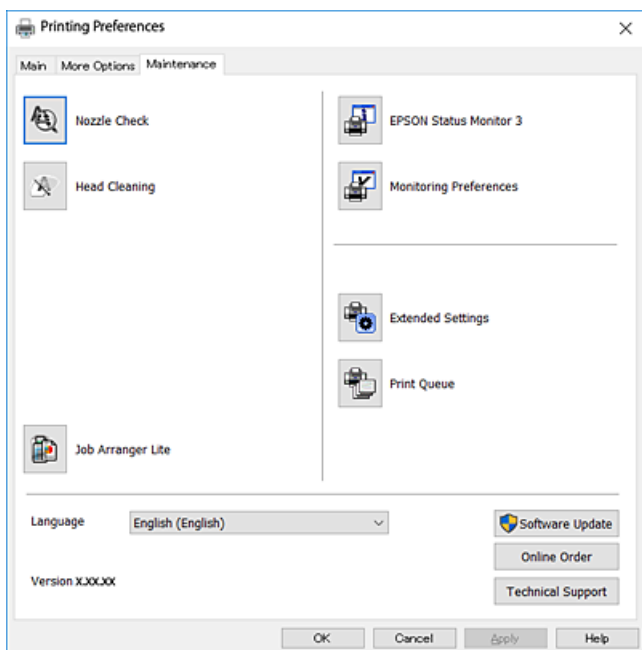 Printing Preferences
Main
More Options
Maintenance
Nozzle Check
Head Cleaning
Job Arranger Lite
EPSON Status Monitor 3
Monitoring Preferences
Extended Settings
Print Queue
Language
English (English)
Version X.XX.XX
Software Update
Online Order
Technical Support
OK
Cancel
Apply
Help